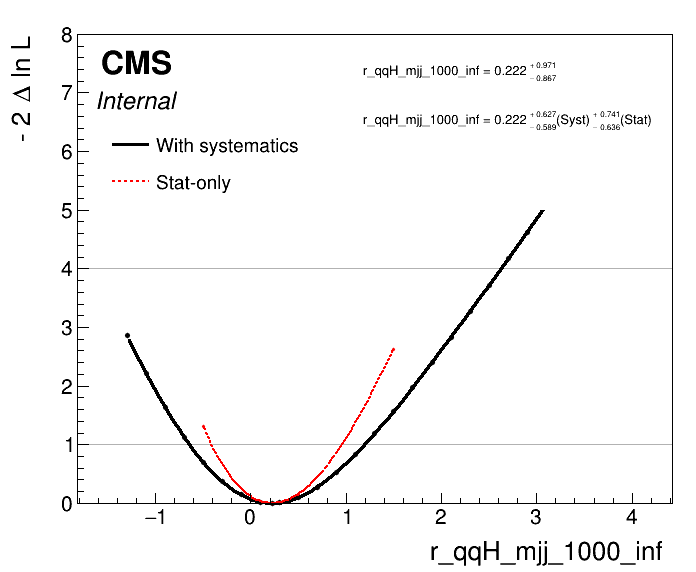 CMS
Internal
r_qqH_mjj_1000_inf = 0.222 +0.971 −0.867
r_qqH_mjj_1000_inf = 0.222 +0.627 −0.589(Syst) +0.741 −0.636(Stat)
With systematics
Stat-only
- 2 Δ ln L
8
7
6
5
4
3
2
1
0
−1 0 1 2 3 4
r_qqH_mjj_1000_inf